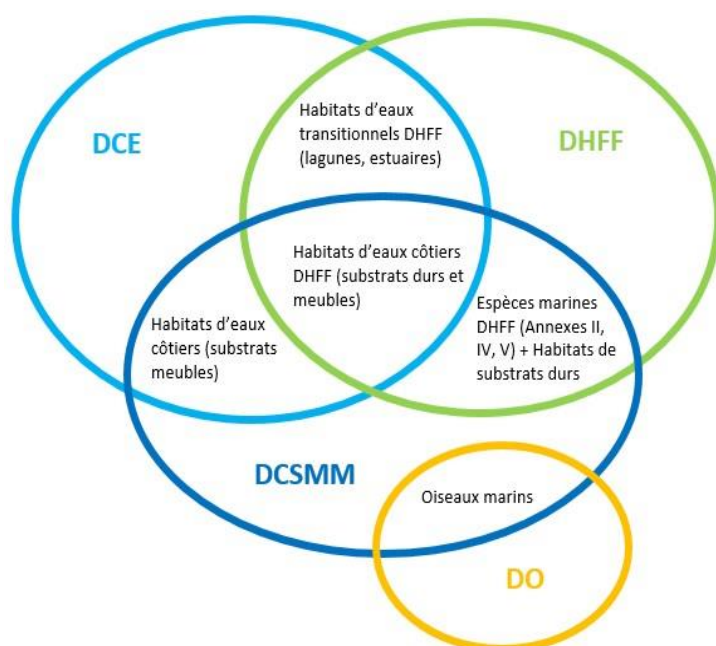 Habitats d'eaux
transitionnels DHFF
(lagunes, estuaires)
DCE
DHFF
Habitats d'eaux côtiers
DHFF (substrats durs et
meubles)
Espèces marines
DHFF (Annexes II,
IV, V) + Habitats de
substrats durs
Habitats d'eaux
côtiers (substrats
meubles)
DCSMM
Oiseaux marins
DO